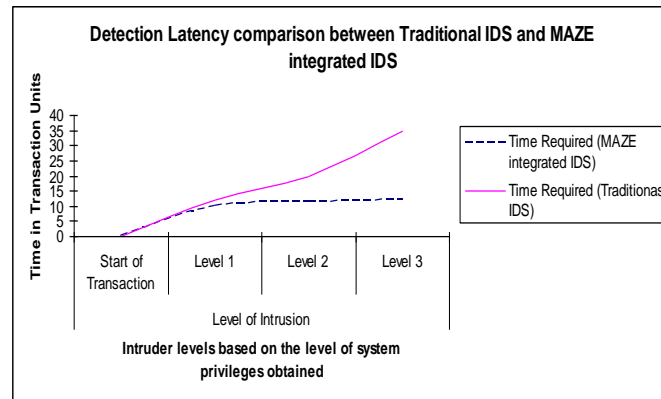 Detection Latency comparison between Traditional IDS and MAZE
integrated IDS
Time in Transaction Units
40
35
30
25
20
15
10
5
0
Start of
Transaction
Level 1
Level 2
Level 3
Level of Intrusion
Intruder levels based on the level of system
privileges obtained
Time Required (MAZE
integrated IDS)
Time Required (Traditionas
IDS)